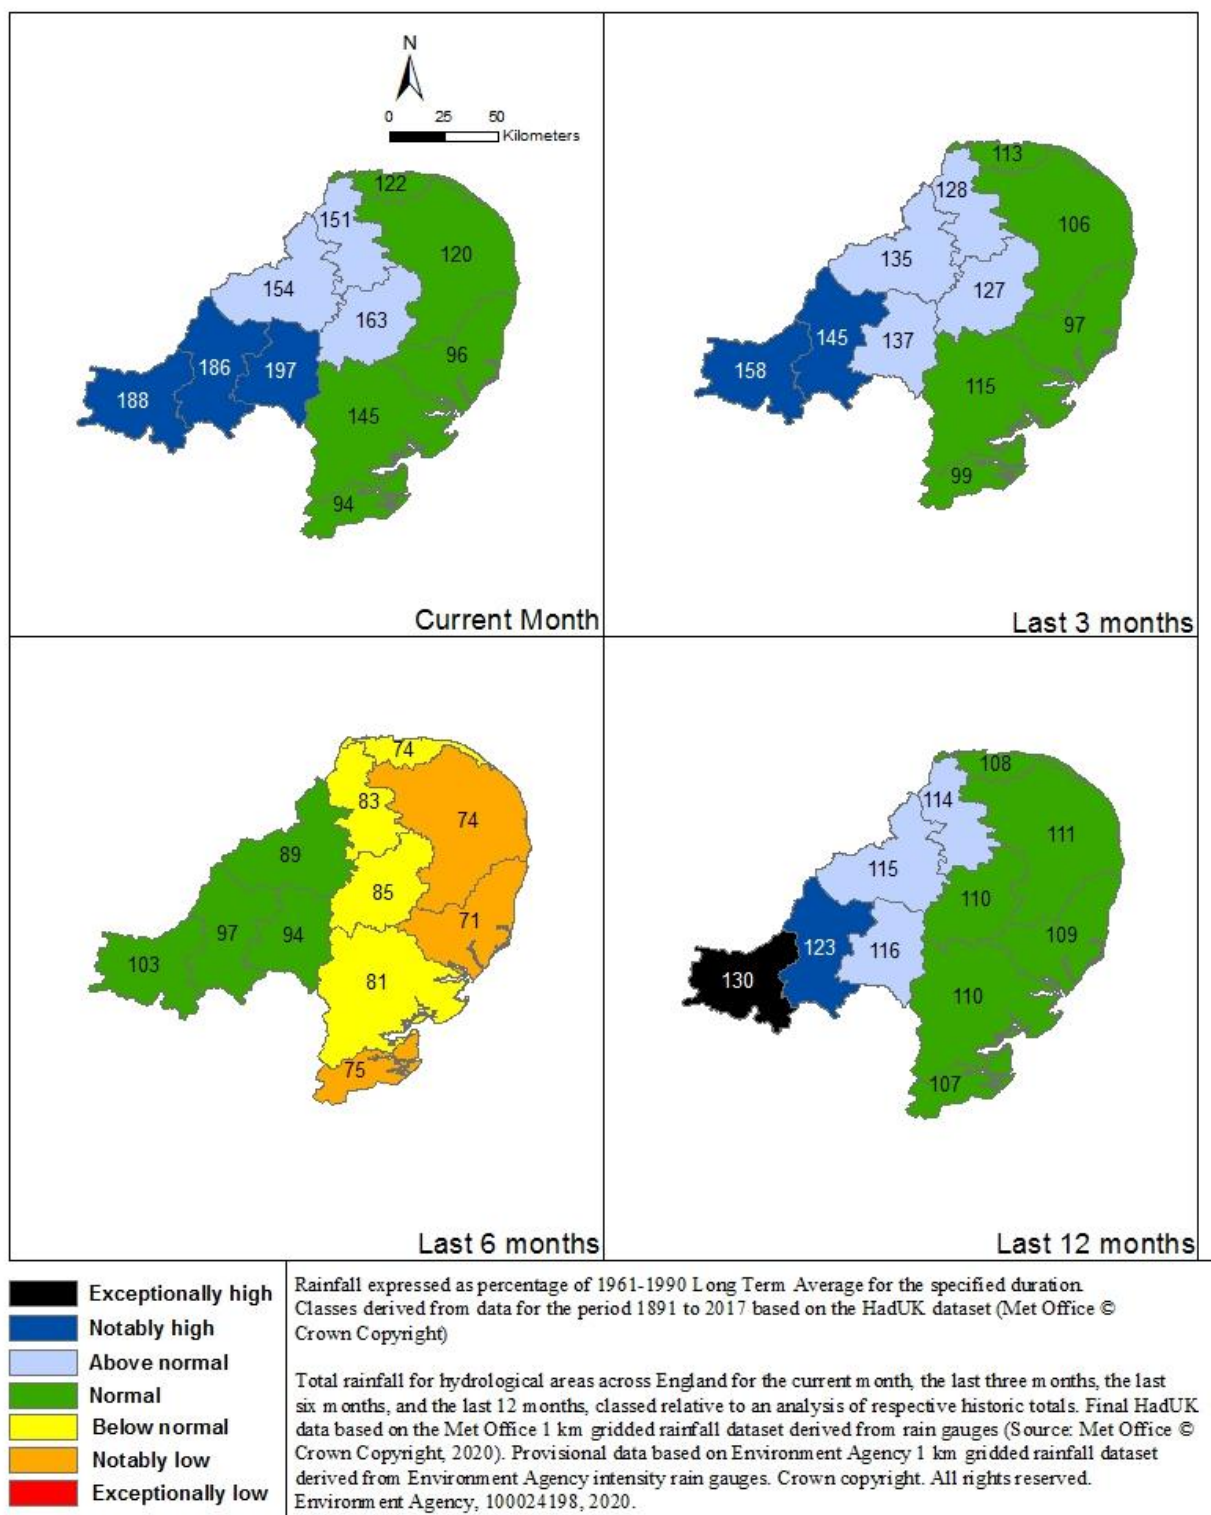 N
0 25 50
Kilometers
122
151
120
154
163
96
186
197
188
145
94
Current Month
113
128
106
135
127
97
145
137
158
115
99
Last 3 months
74
83
74
89
85
71
97
94
103
81
75
Last 6 months
108
114
111
115
110
109
123
116
130
110
107
Last 12 months
Exceptionally high
Notably high
Above normal
Normal
Below normal
Notably low
Exceptionally low
Rainfall expressed as percentage of 1961-1990 Long Term Average for the specified duration.
Classes derived from data for the period 1891 to 2017 based on the HadUK dataset (Met Office ©
Crown Copyright)
Total rainfall for hydrological areas across England for the current month, the last three months, the last
six months, and the last 12 months, classed relative to an analysis of respective historic totals. Final HadUK
data based on the Met Office 1 km gridded rainfall dataset derived from rain gauges (Source: Met Office ©
Crown Copyright, 2020). Provisional data based on Environment Agency 1 km gridded rainfall dataset
derived from Environment Agency intensity rain gauges. Crown copyright. All rights reserved.
Environment Agency, 100024198, 2020.